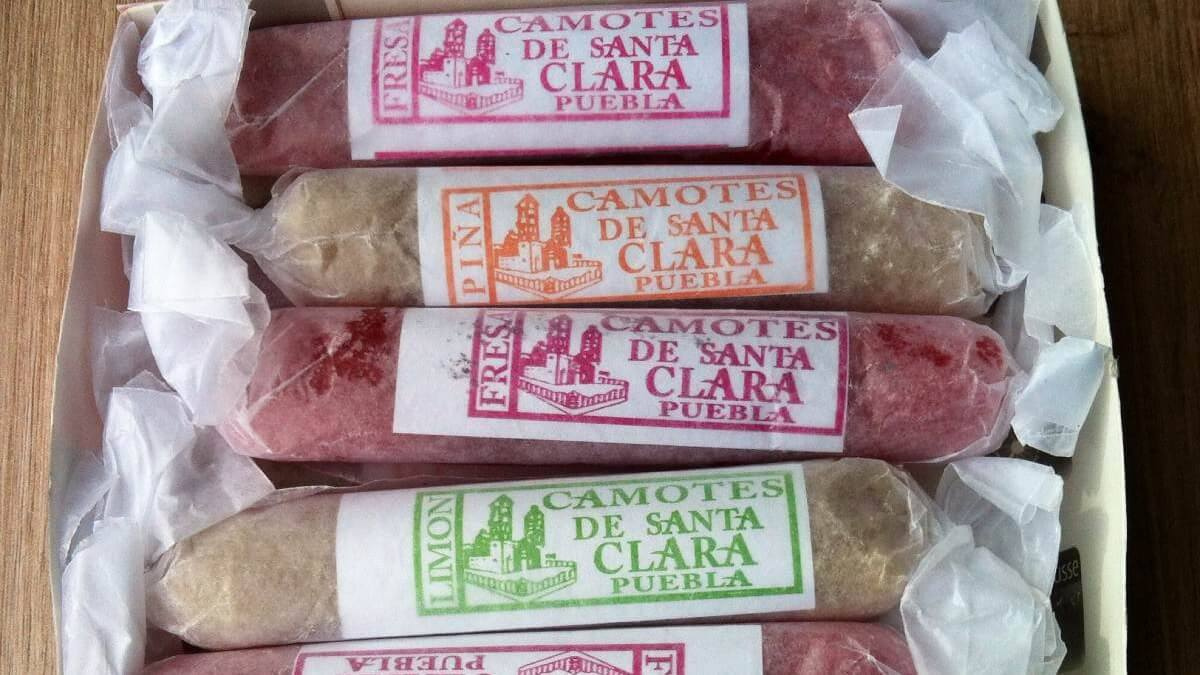 FRESA
CAMOTES
DE SANTA
CLARA
PUEBLA
PIÑA
CAMOTES
DE SANTA
CLARA
PUEBLA
FRESA
CAMOTES
DE SANTA
CLARA
PUEBLA
LIMON
CAMOTES
DE SANTA
CLARA
PUEBLA
PUEBLA